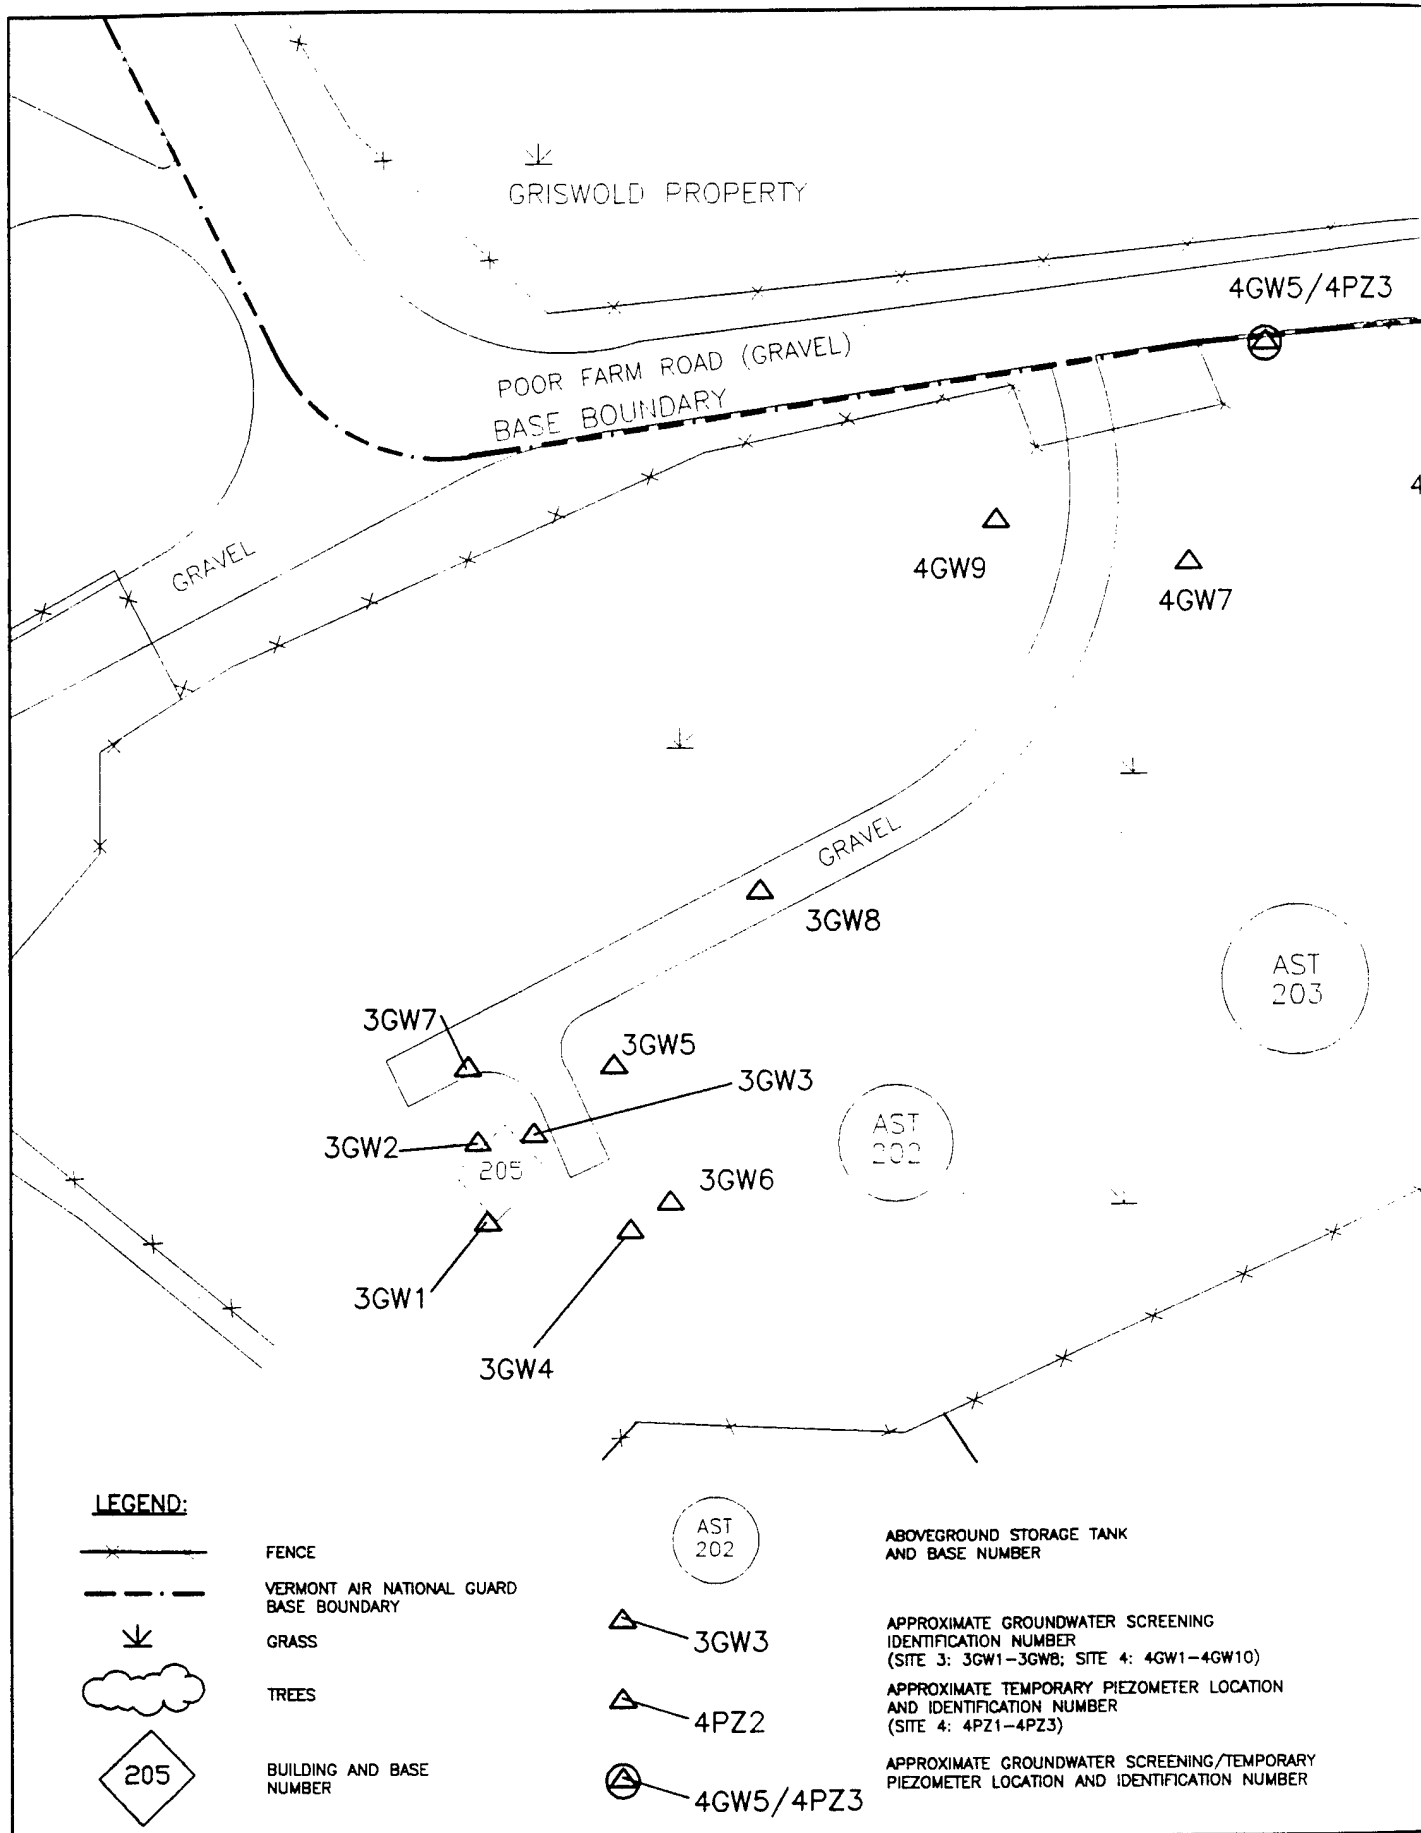 GRISWOLD PROPERTY
4GW5/4PZ3
POOR FARM ROAD (GRAVEL)
BASE BOUNDARY
4
GRAVEL
4GW9
4GW7
GRAVEL
3GW8
AST
203
3GW7
3GW5
3GW3
AST
202
3GW2
205
3GW6
3GW1
3GW4
LEGEND:
FENCE
VERMONT AIR NATIONAL GUARD
BASE BOUNDARY
GRASS
TREES
205
BUILDING AND BASE
NUMBER
AST
202
ABOVEGROUND STORAGE TANK
AND BASE NUMBER
3GW3
APPROXIMATE GROUNDWATER SCREENING
IDENTIFICATION NUMBER
(SITE 3: 3GW1-3GW8; SITE 4: 4GW1-4GW10)
4PZ2
APPROXIMATE TEMPORARY PIEZOMETER LOCATION
AND IDENTIFICATION NUMBER
(SITE 4: 4PZ1-4PZ3)
4GW5/4PZ3
APPROXIMATE GROUNDWATER SCREENING/TEMPORARY
PIEZOMETER LOCATION AND IDENTIFICATION NUMBER